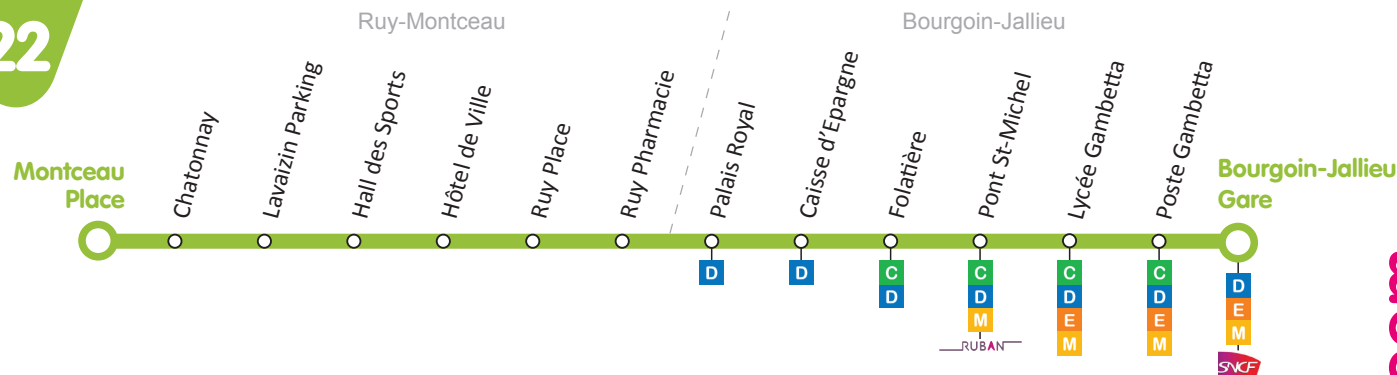 22
Ruy-Montceau
Bourgoin-Jallieu
Montceau
Place
Chatonnay
Lavaizin Parking
Hall des Sports
Hôtel de Ville
Ruy Place
Ruy Pharmacie
Palais Royal
Caisse d'Epargne
Folatière
Pont St-Michel
Lycée Gambetta
Poste Gambetta
Bourgoin-Jallieu
Gare
D
D
C
D
C
D
M
RUBAN
C
D
E
M
C
D
E
M
D
E
M
SNCF